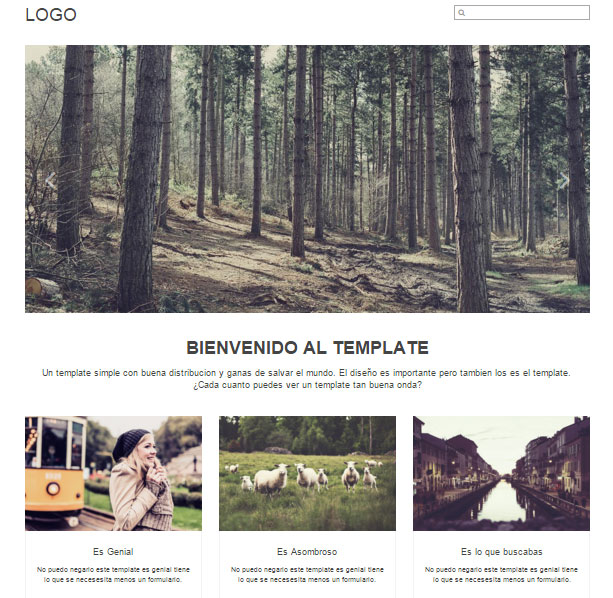 LOGO
BIENVENIDO AL TEMPLATE
Un template simple con buena distribucion y ganas de salvar el mundo. El diseño es importante pero tambien los es el template.
¿Cada cuanto puedes ver un template tan buena onda?
Es Genial
No puedo negarlo este template es genial tiene
lo que se necesesita menos un formulario.
Es Asombroso
No puedo negarlo este template es genial tiene
lo que se necesesita menos un formulario.
Es lo que buscabas
No puedo negarlo este template es genial tiene
lo que se necesesita menos un formulario.